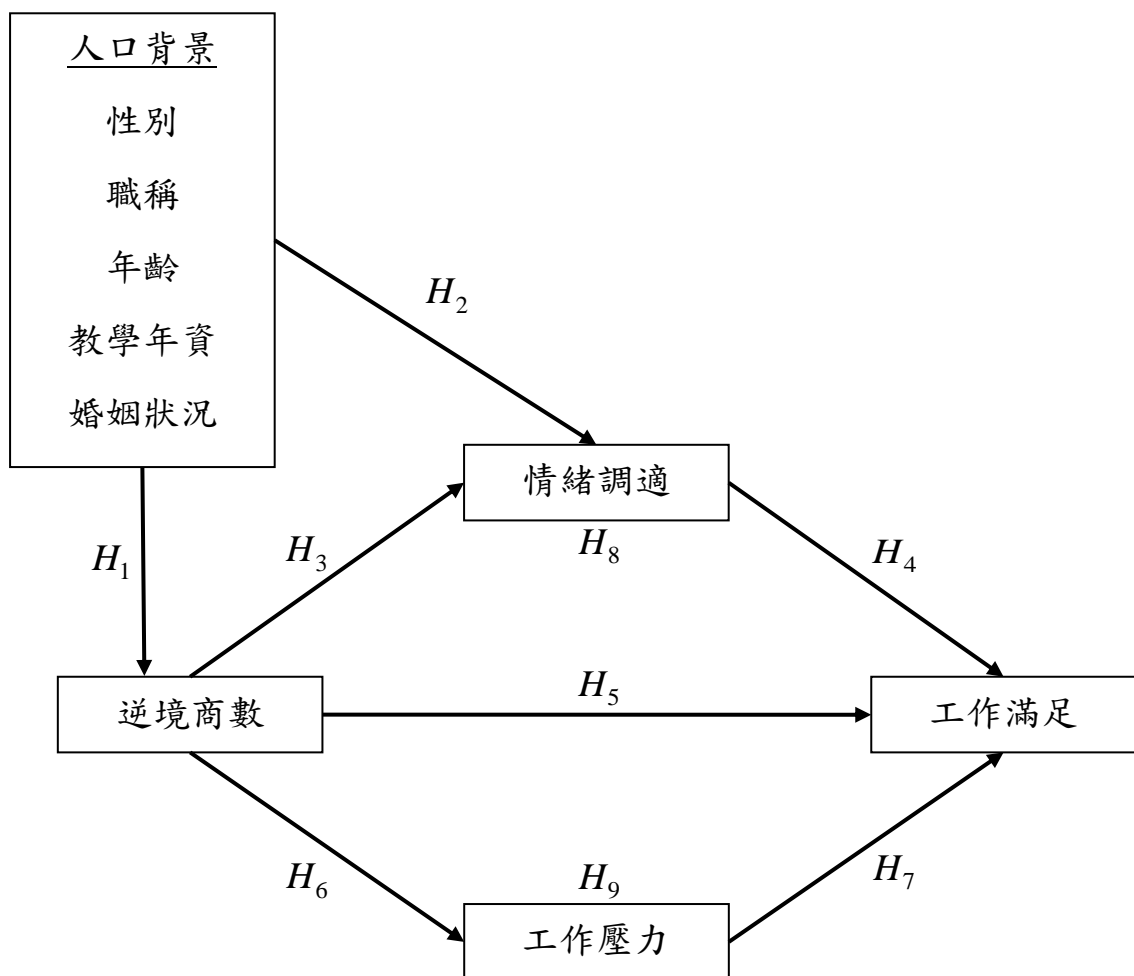 人口背景
性別
職稱
年齡
教學年資
婚姻狀況
H2
情緒調適
H1
H3
H8
H4
逆境商數
H5
工作滿足
H6
H9
H7
工作壓力